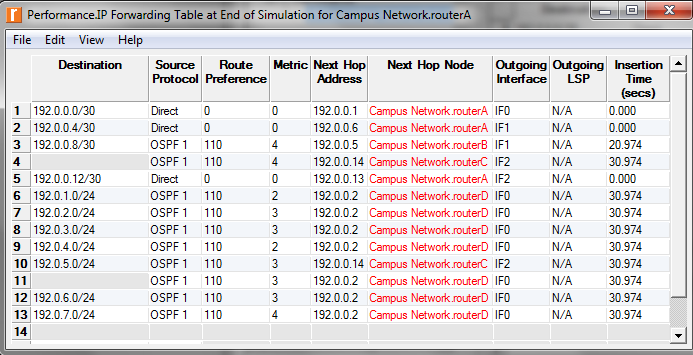 Performance.IP Forwarding Table at End of Simulation for Campus Network.routerA
File Edit View Help
Destination Source Protocol Route Preference Metric Next Hop Address Next Hop Node Outgoing Interface Outgoing LSP Insertion Time (secs)
1 192.0.0.0/30 Direct 0 0 192.0.0.1 Campus Network.routerA IF0 N/A 0.000
2 192.0.0.4/30 Direct 0 0 192.0.0.6 Campus Network.routerA IF1 N/A 0.000
3 192.0.0.8/30 OSPF 1 110 4 192.0.0.5 Campus Network.routerB IF1 N/A 20.974
4 OSPF 1 110 4 192.0.0.14 Campus Network.routerC IF2 N/A 30.974
5 192.0.0.12/30 Direct 0 0 192.0.0.13 Campus Network.routerA IF2 N/A 0.000
6 192.0.1.0/24 OSPF 1 110 2 192.0.0.2 Campus Network.routerD IF0 N/A 30.974
7 192.0.2.0/24 OSPF 1 110 3 192.0.0.2 Campus Network.routerD IF0 N/A 30.974
8 192.0.3.0/24 OSPF 1 110 3 192.0.0.2 Campus Network.routerD IF0 N/A 30.974
9 192.0.4.0/24 OSPF 1 110 2 192.0.0.2 Campus Network.routerD IF0 N/A 30.974
10 192.0.5.0/24 OSPF 1 110 3 192.0.0.14 Campus Network.routerC IF2 N/A 30.974
11 OSPF 1 110 3 192.0.0.2 Campus Network.routerD IF0 N/A 30.974
12 192.0.6.0/24 OSPF 1 110 3 192.0.0.2 Campus Network.routerD IF0 N/A 30.974
13 192.0.7.0/24 OSPF 1 110 4 192.0.0.2 Campus Network.routerD IF0 N/A 30.974
14